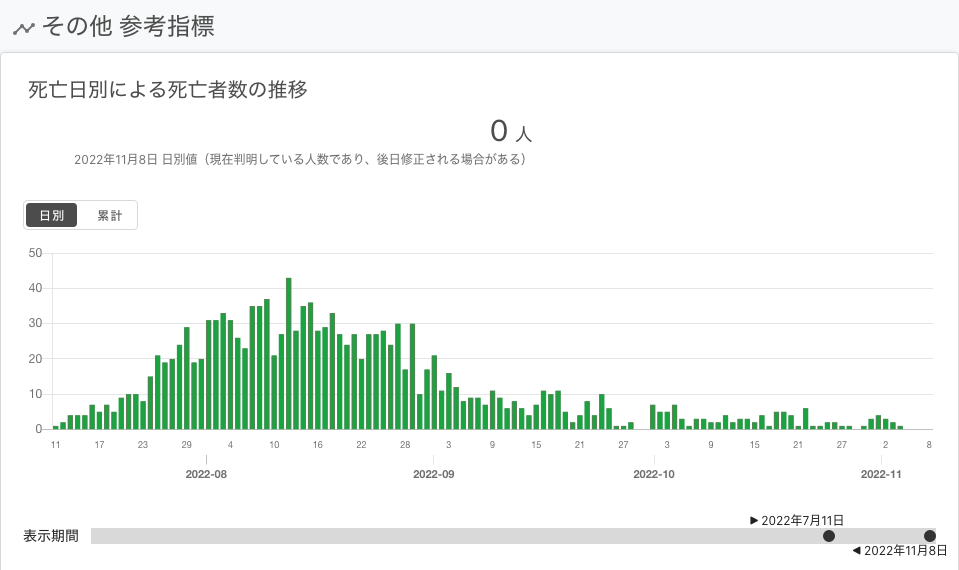 その他 参考指標
死亡日別による死亡者数の推移
0 人
2022年11月8日 日別値（現在判明している人数であり、後日修正される場合がある）
日別 累計
50
40
30
20
10
0
11 17 23 29 4 10 16 22 28 3 9 15 21 27 3 9 15 21 27 2 8
2022-08 2022-09 2022-10 2022-11
▶ 2022年7月11日
表示期間
◀ 2022年11月8日